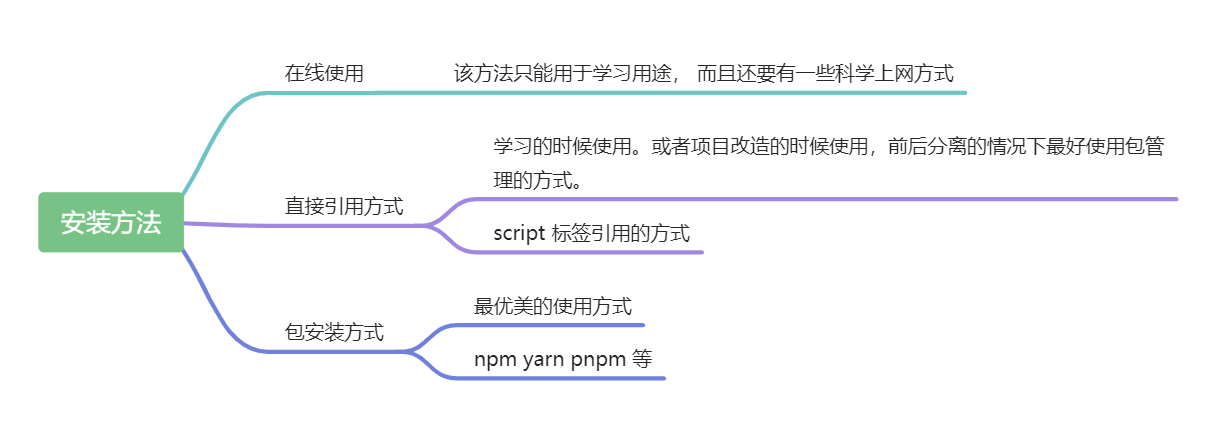 安装方法
在线使用
该方法只能用于学习用途， 而且还要有一些科学上网方式
直接引用方式
学习的时候使用。或者项目改造的时候使用，前后分离的情况下最好使用包管
理的方式。
script 标签引用的方式
包安装方式
最优美的使用方式
npm yarn pnpm 等